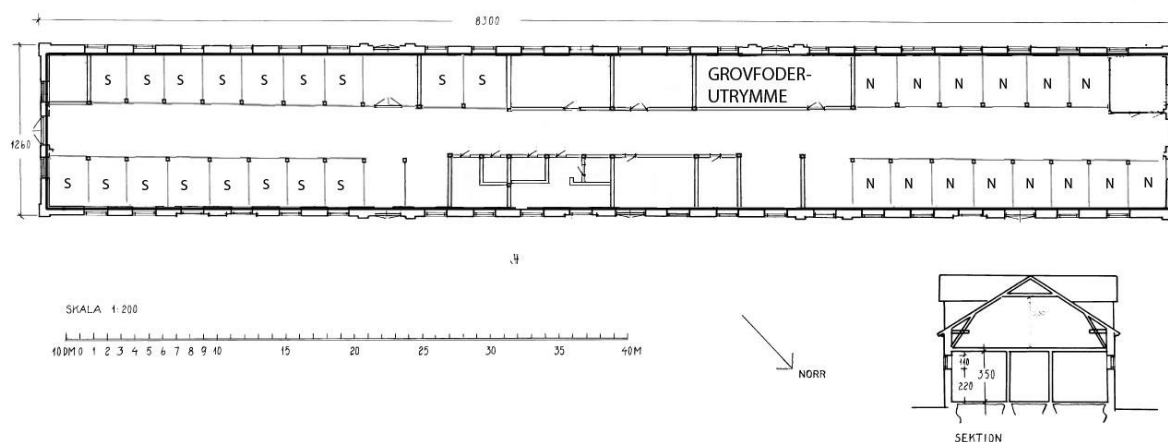 8300
S S S S S S S S S GROVFODER-
UTRYMME N N N N N N
1260
S S S S S S S S N N N N N N N N
SKALA 1:200
10 DM 0 1 2 3 4 5 6 7 8 9 10 15 20 25 30 35 40 M
NORR
110
350
220
SEKTION